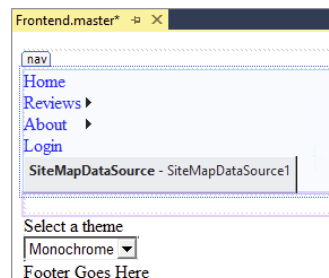 Frontend.master*
nav
Home
Reviews
About
Login
SiteMapDataSource - SiteMapDataSource1
Select a theme
Monochrome
Footer Goes Here